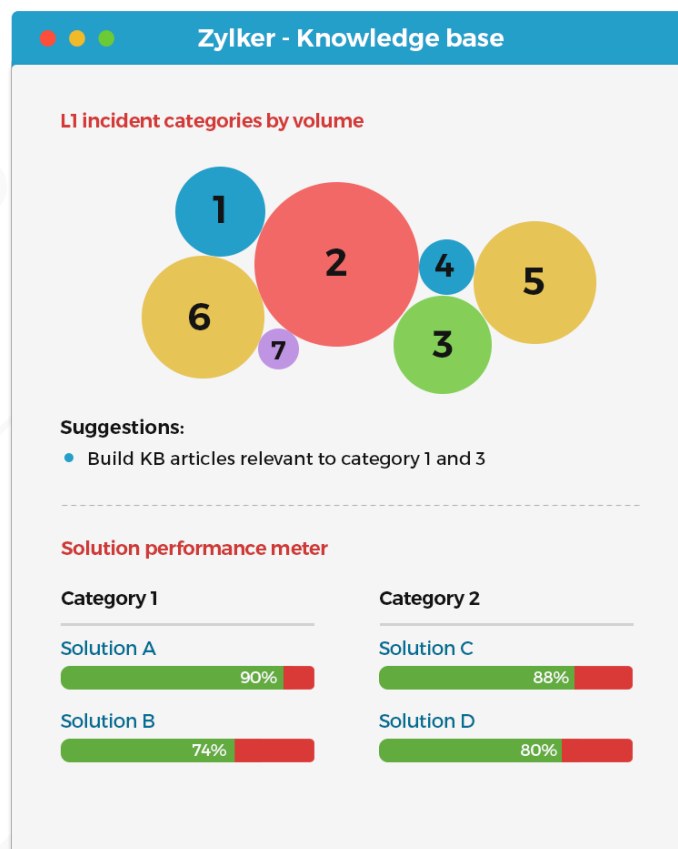 Zylker - Knowledge base
L1 incident categories by volume
1
2
4
5
6
3
7
Suggestions:
Build KB articles relevant to category 1 and 3
Solution performance meter
Category 1
Solution A
90%
Solution B
74%
Category 2
Solution C
88%
Solution D
80%